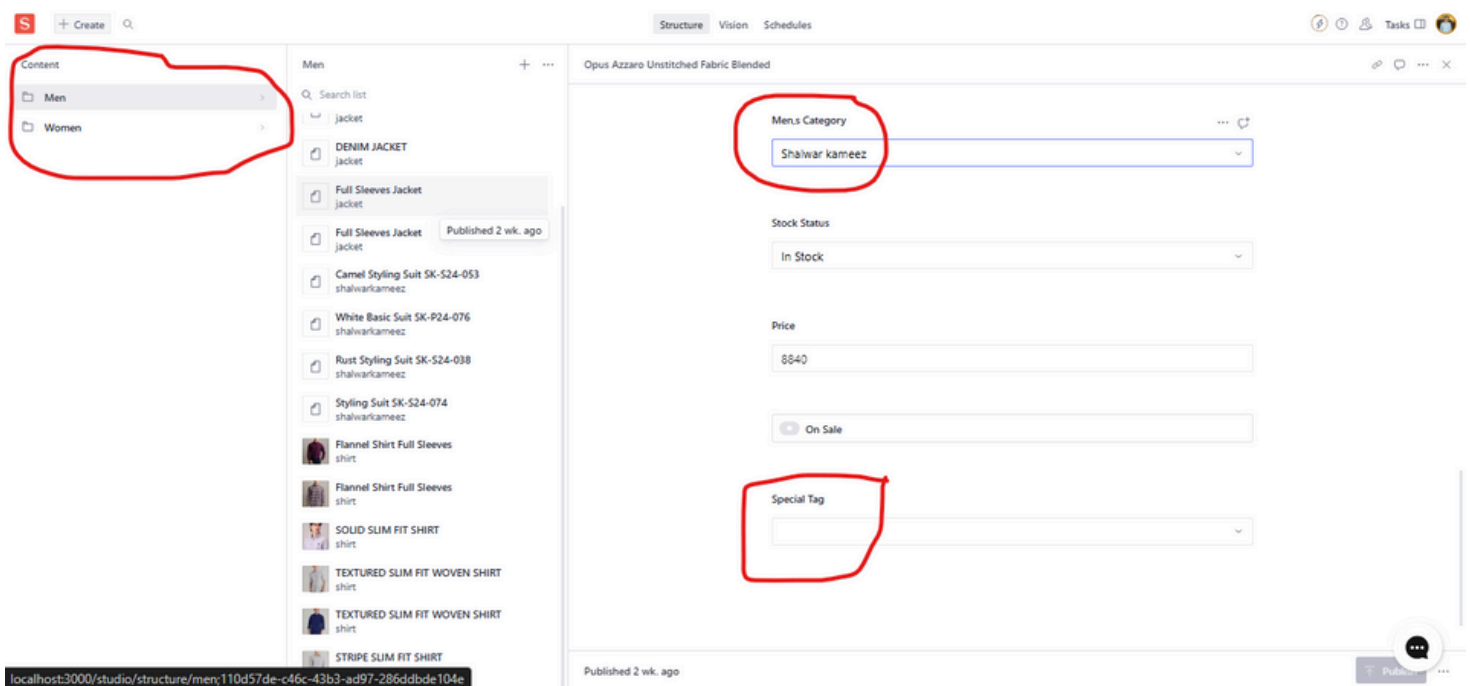 S
Create
Structure Vision Schedules
Tasks
Content
Men
Women
Men
Search list
jacket
DENIM JACKET
jacket
Full Sleeves Jacket
jacket
Full Sleeves Jacket
jacket
Published 2 wk. ago
Camel Styling Suit SK-S24-053
shalwarkameez
White Basic Suit SK-P24-076
shalwarkameez
Rust Styling Suit SK-S24-038
shalwarkameez
Styling Suit SK-S24-074
shalwarkameez
Flannel Shirt Full Sleeves
shirt
Flannel Shirt Full Sleeves
shirt
SOLID SLIM FIT SHIRT
shirt
TEXTURED SLIM FIT WOVEN SHIRT
shirt
TEXTURED SLIM FIT WOVEN SHIRT
shirt
STRIPE SLIM FIT SHIRT
localhost:3000/studio/structure/men;110d57de-c46c-43b3-ad97-286ddbde104e
Opus Azzaro Unstitched Fabric Blended
Men,s Category
Shalwar kameez
Stock Status
In Stock
Price
8840
On Sale
Special Tag
Published 2 wk. ago